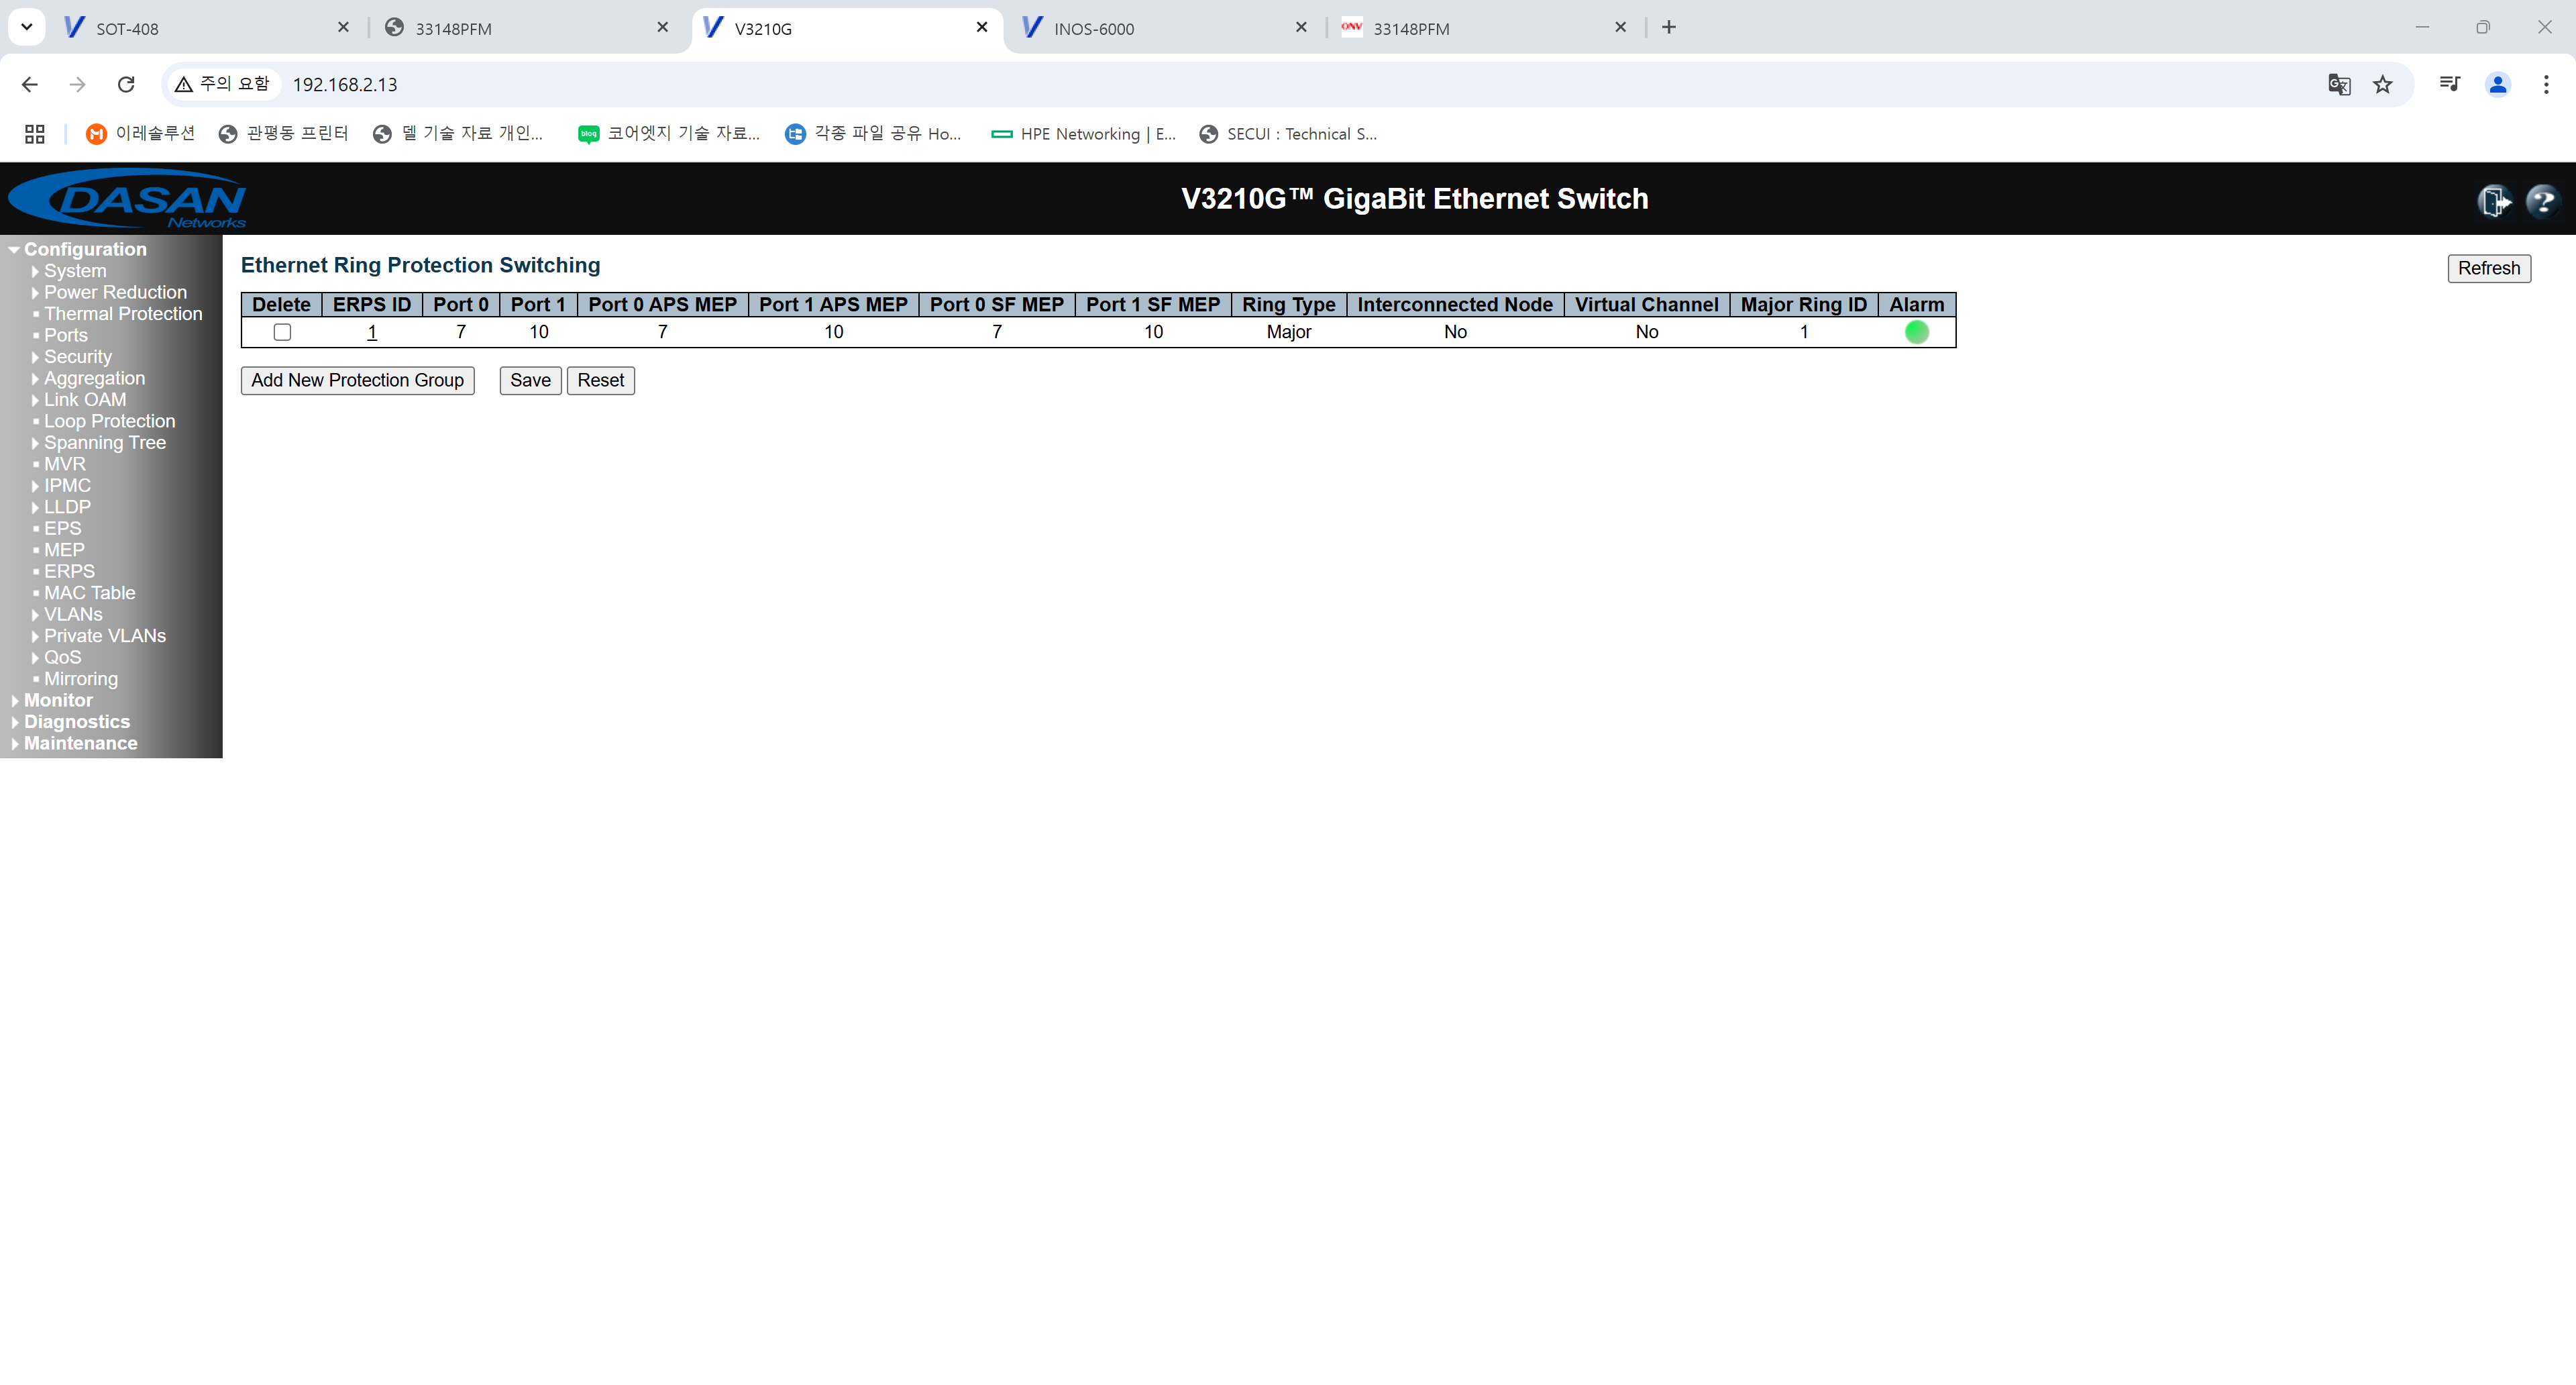 SOT-408
33148PFM
V3210G
INOS-6000
ONV 33148PFM
주의 요함 192.168.2.13
이레솔루션
관평동 프린터
델 기술 자료 개인...
blog 코어엣지 기술 자료...
각종 파일 공유 Ho...
HPE Networking | E...
SECUI : Technical S...
DASAN Networks
V3210G™ GigaBit Ethernet Switch
Configuration
System
Power Reduction
Thermal Protection
Ports
Security
Aggregation
Link OAM
Loop Protection
Spanning Tree
MVR
IPMC
LLDP
EPS
MEP
ERPS
MAC Table
VLANs
Private VLANs
QoS
Mirroring
Monitor
Diagnostics
Maintenance
Ethernet Ring Protection Switching
Refresh
Delete ERPS ID Port 0 Port 1 Port 0 APS MEP Port 1 APS MEP Port 0 SF MEP Port 1 SF MEP Ring Type Interconnected Node Virtual Channel Major Ring ID Alarm
1 7 10 7 10 7 10 Major No No 1
Add New Protection Group Save Reset